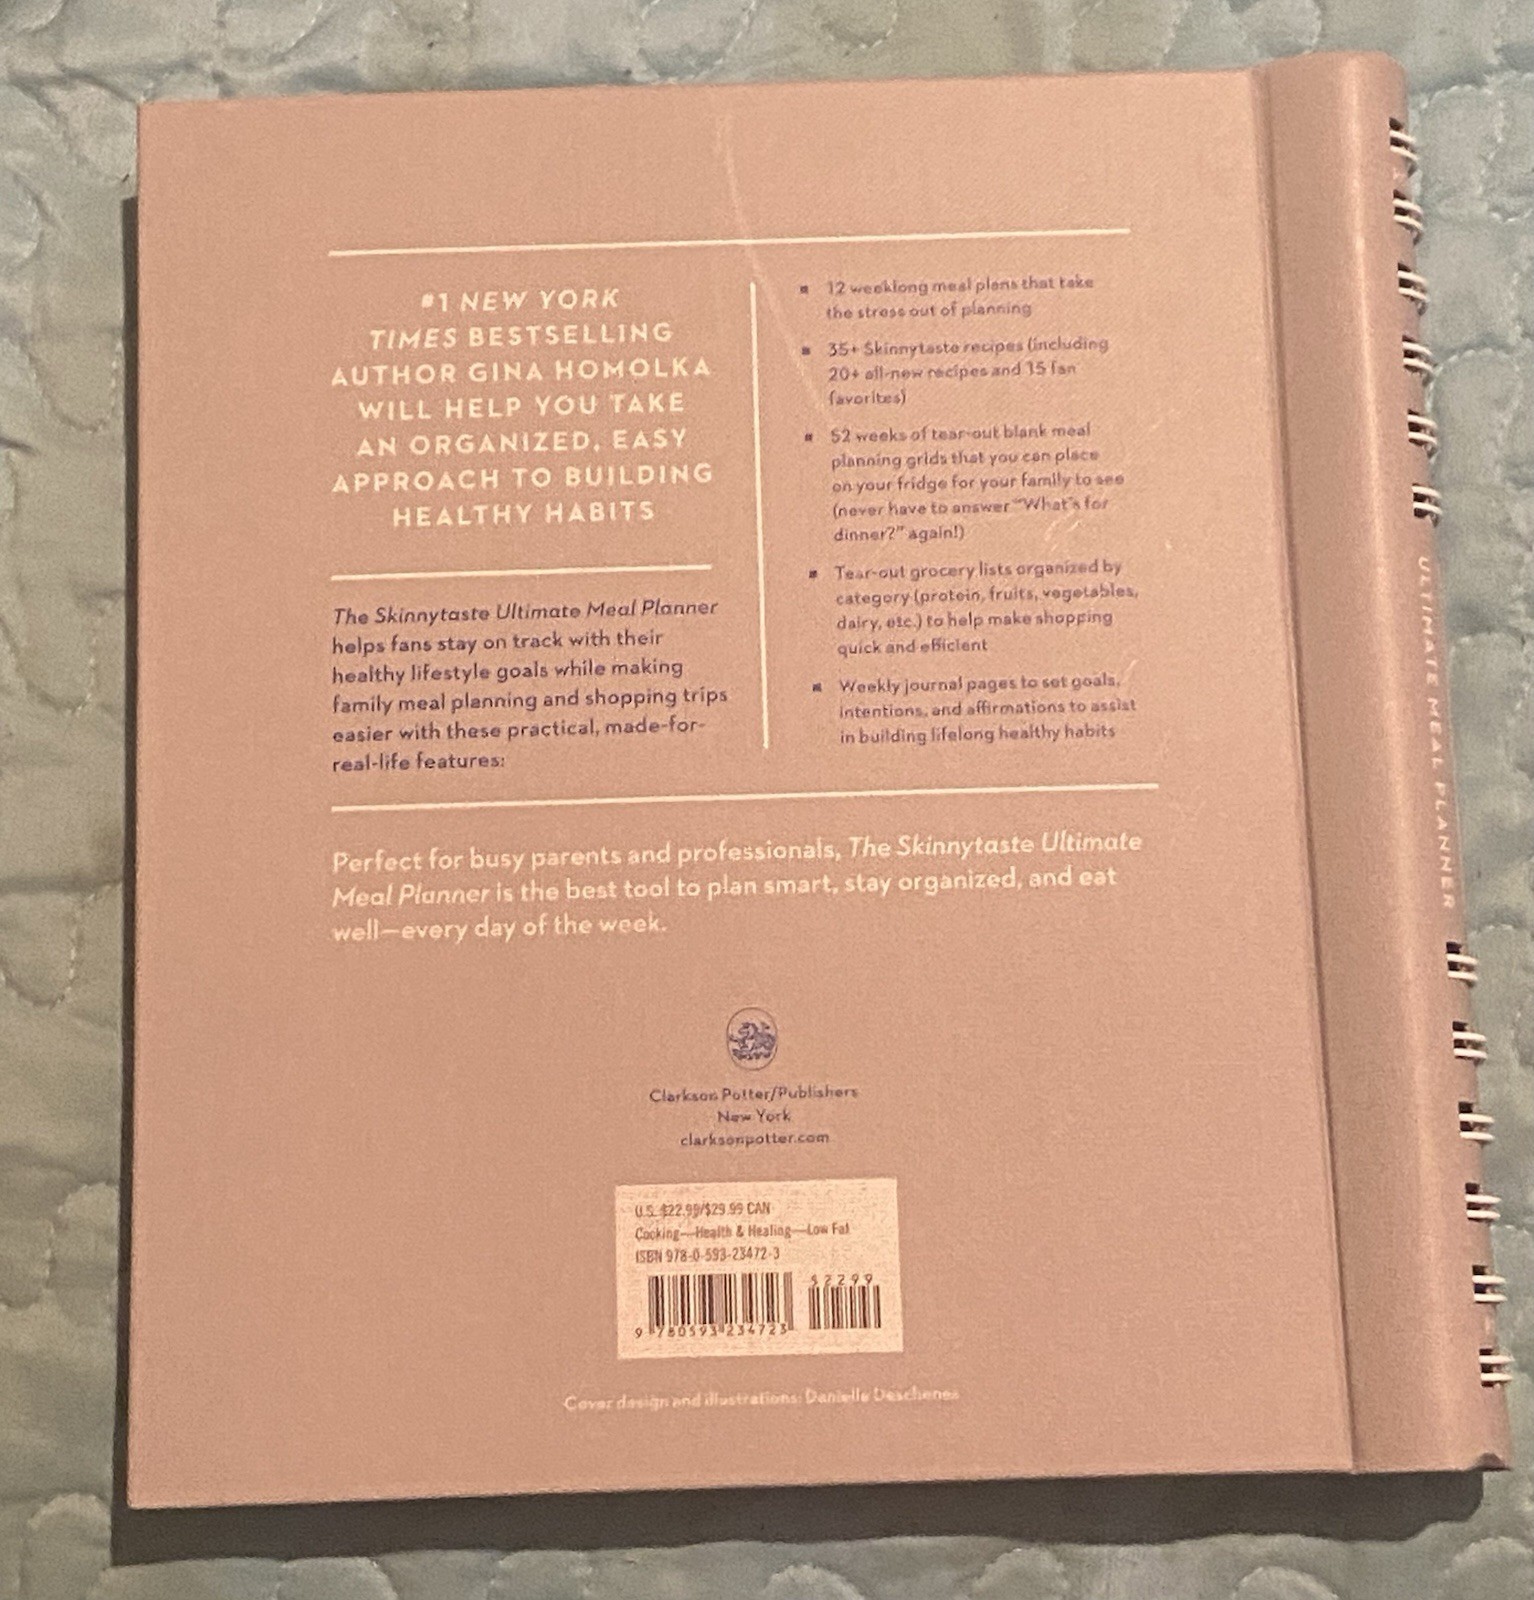 #1 NEW YORK
TIMES BESTSELLING
AUTHOR GINA HOMOLKA
WILL HELP YOU TAKE
AN ORGANIZED, EASY
APPROACH TO BUILDING
HEALTHY HABITS
The Skinnytaste Ultimate Meal Planner
helps fans stay on track with their
healthy lifestyle goals while making
family meal planning and shopping trips
easier with these practical, made-for-
real-life features:
▪ 12 weeklong meal plans that take
the stress out of planning
▪ 35+ Skinnytaste recipes (including
20+ all-new recipes and 15 fan
favorites)
▪ 52 weeks of tear-out blank meal
planning grids that you can place
on your fridge for your family to see
(never have to answer “What’s for
dinner?” again!)
▪ Tear-out grocery lists organized by
category (protein, fruits, vegetables,
dairy, etc.) to help make shopping
quick and efficient
▪ Weekly journal pages to set goals,
intentions, and affirmations to assist
in building lifelong healthy habits
Perfect for busy parents and professionals, The Skinnytaste Ultimate
Meal Planner is the best tool to plan smart, stay organized, and eat
well—every day of the week.
Clarkson Potter/Publishers
New York
clarksonpotter.com
U.S. $22.99/$29.99 CAN
Cooking—Health & Healing—Low Fat
ISBN 978-0-593-23472-3
52299
9 780593 234723
Cover design and illustrations: Danielle Deschenes
ULTIMATE MEAL PLANNER